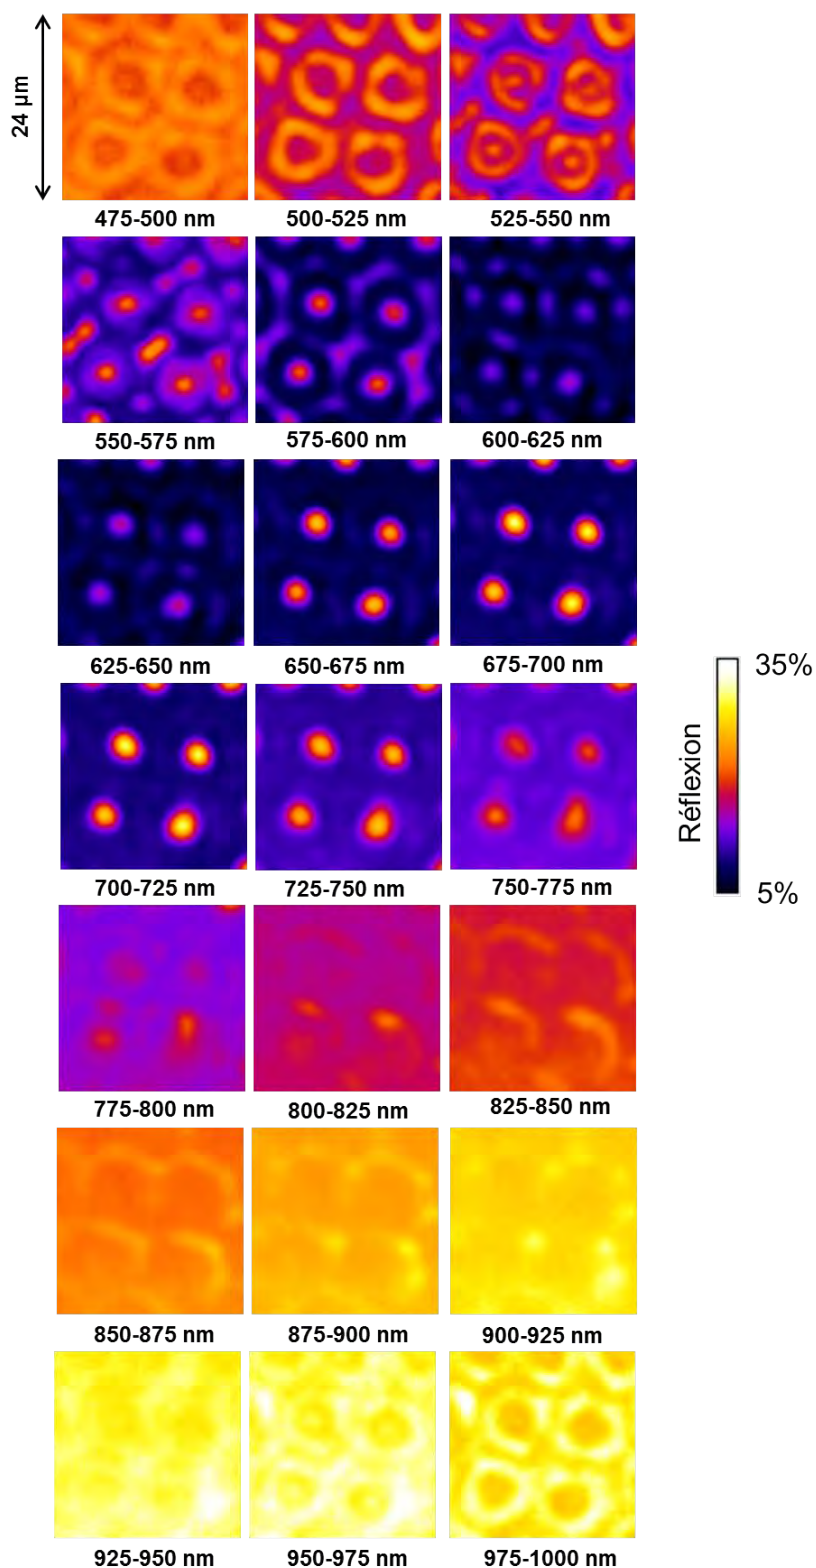 24 µm
475-500 nm
500-525 nm
525-550 nm
550-575 nm
575-600 nm
600-625 nm
625-650 nm
650-675 nm
675-700 nm
35%
Réflexion
5%
700-725 nm
725-750 nm
750-775 nm
775-800 nm
800-825 nm
825-850 nm
850-875 nm
875-900 nm
900-925 nm
925-950 nm
950-975 nm
975-1000 nm